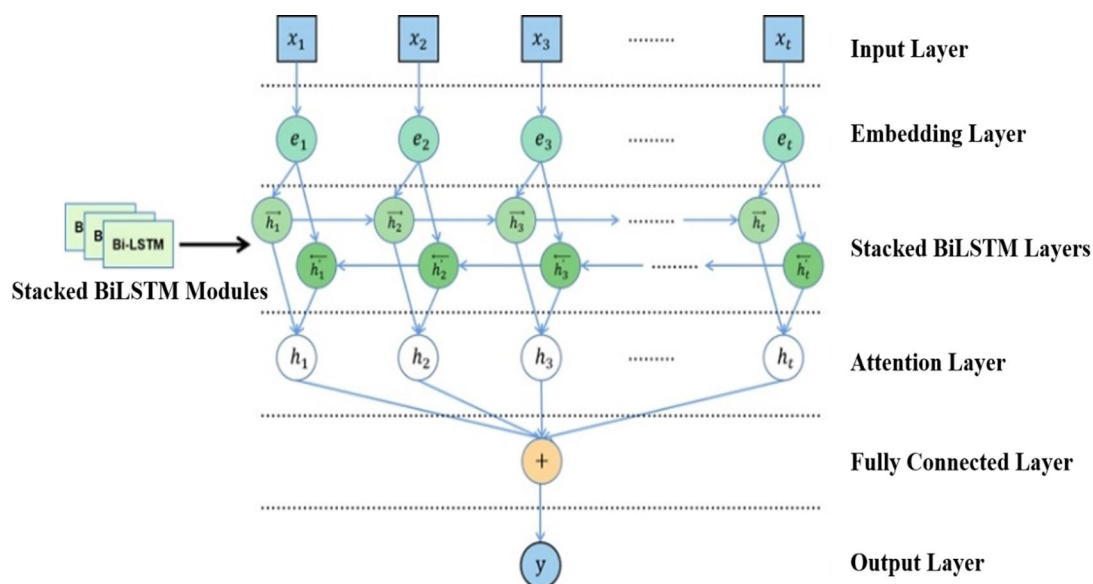 x₁ x₂ x₃ ......... xₜ Input Layer
e₁ e₂ e₃ ......... eₜ Embedding Layer
h₁→ h₂→ h₃→ ......... hₜ→
B B Bi-LSTM
h₁'← h₂'← h₃'← ......... hₜ'← Stacked BiLSTM Layers
Stacked BiLSTM Modules
h₁ h₂ h₃ ......... hₜ Attention Layer
+ Fully Connected Layer
y Output Layer